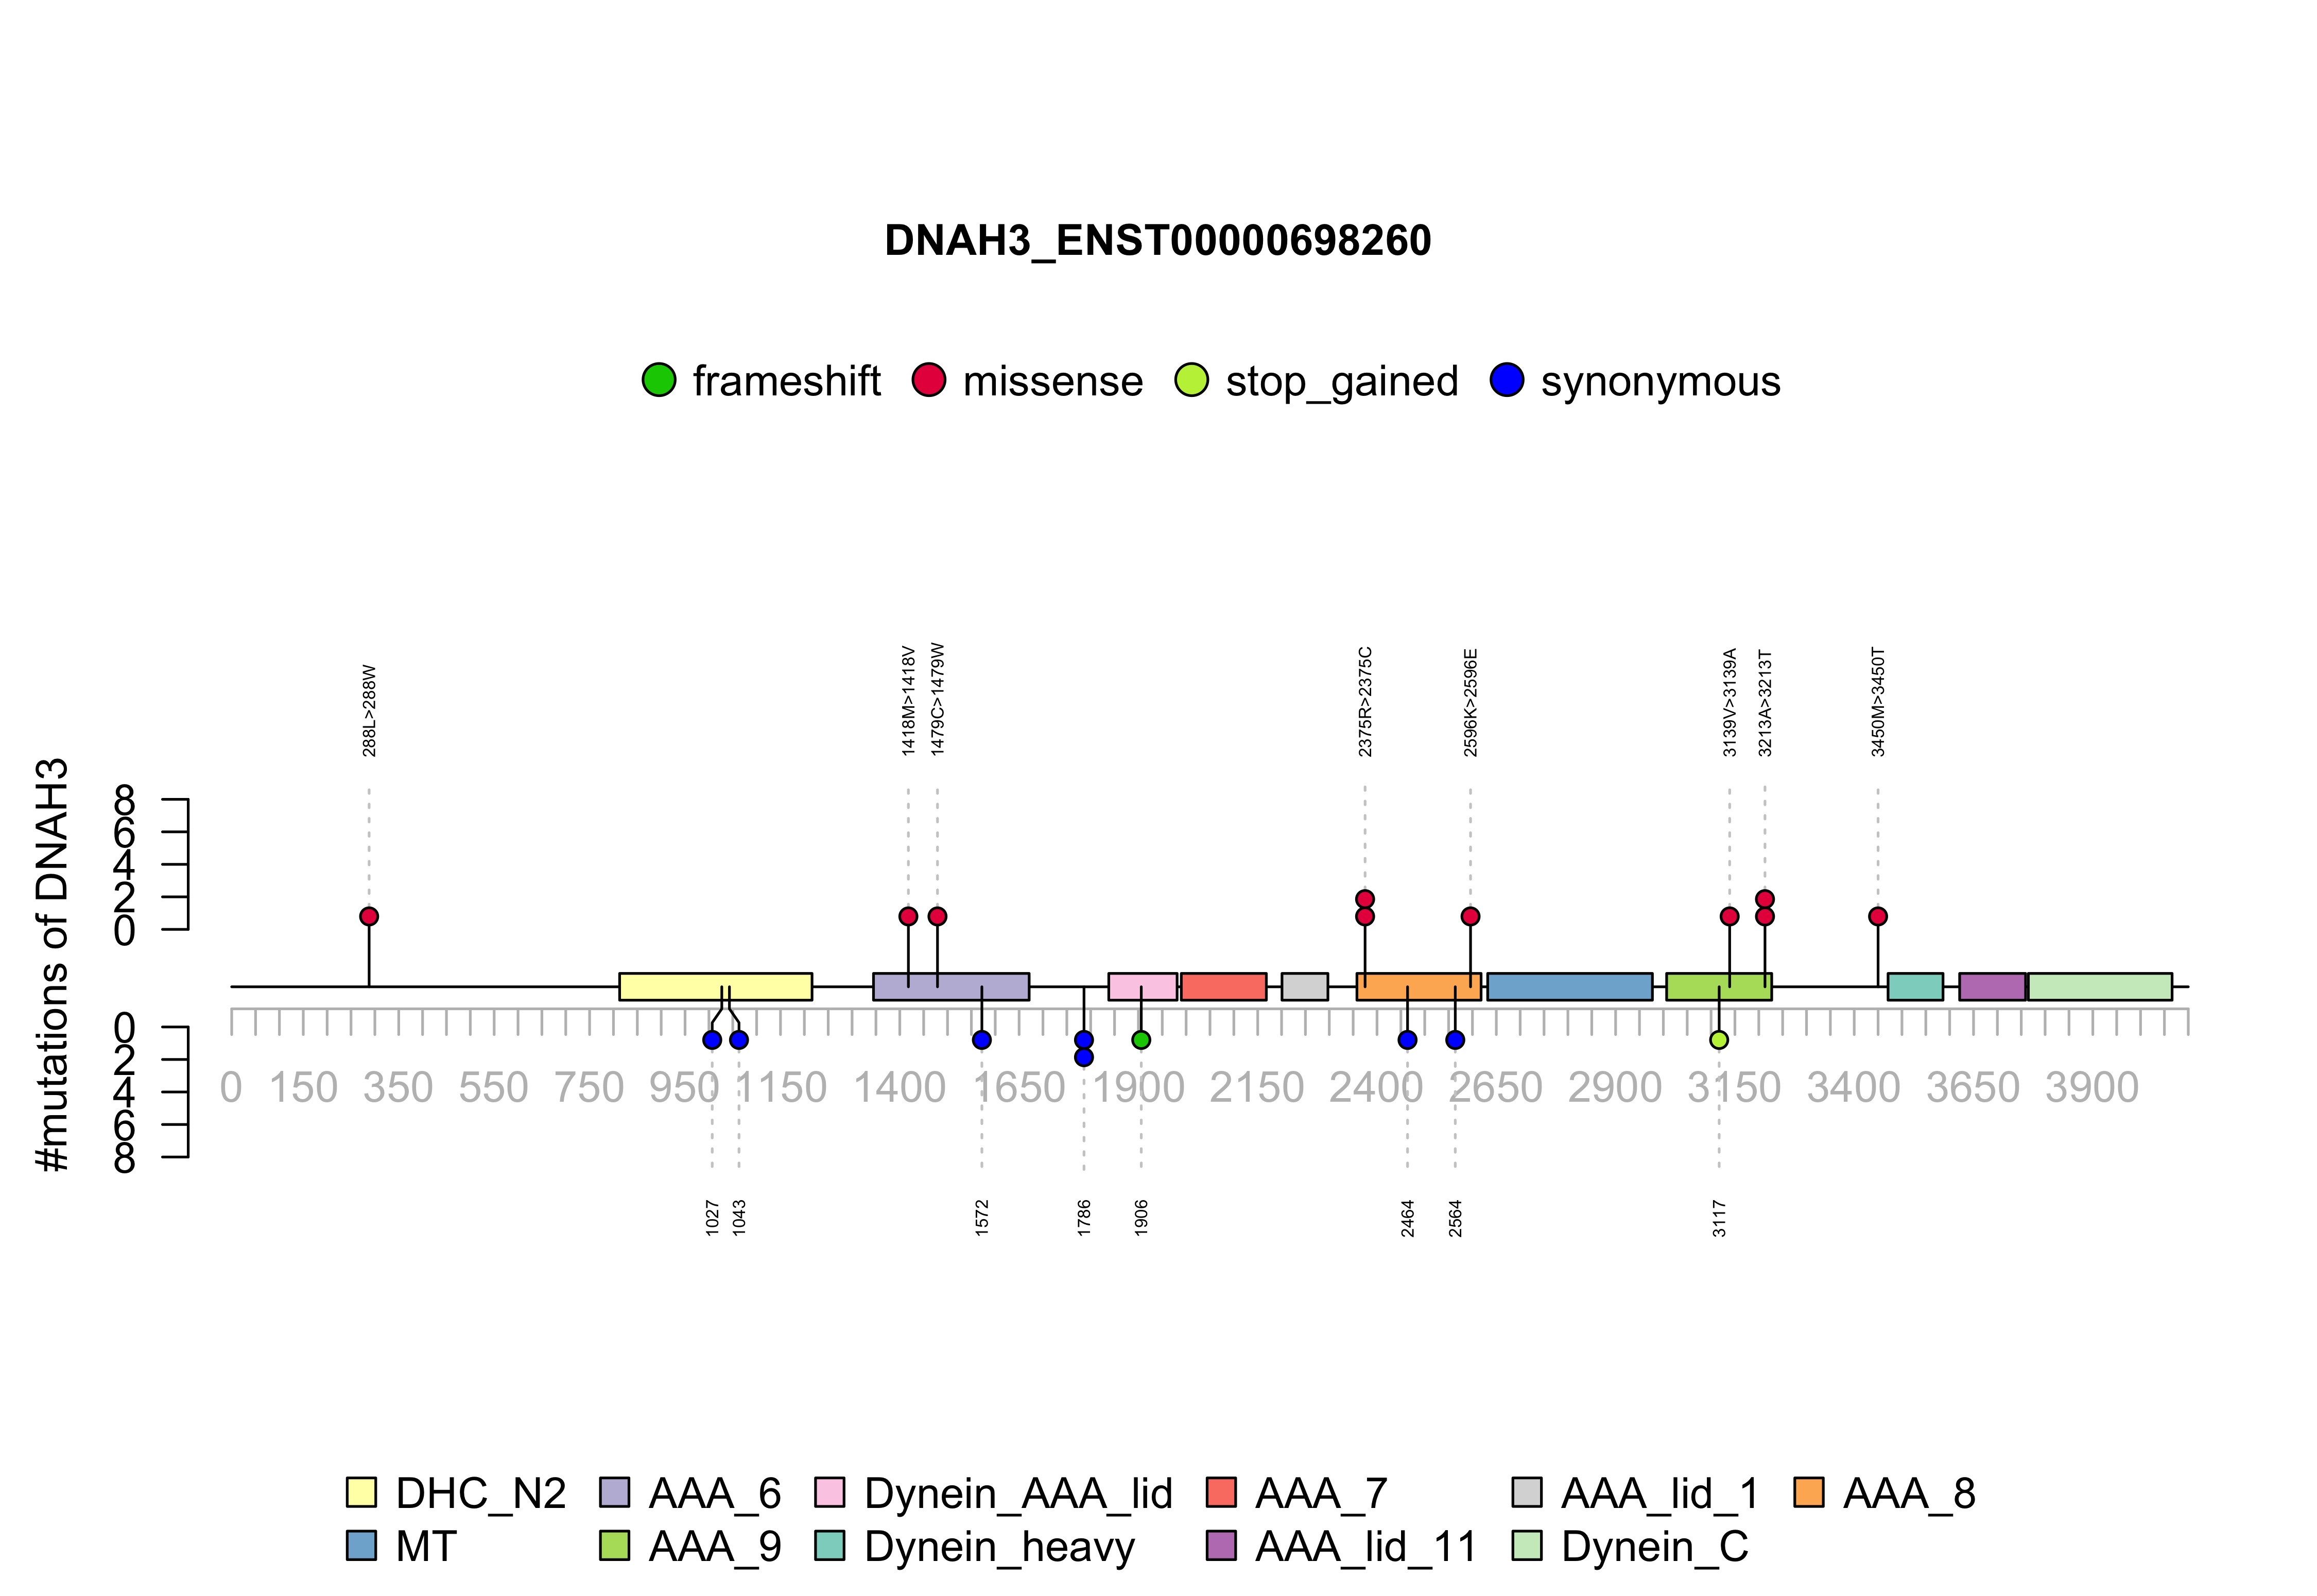 DNAH3_ENST00000698260
frameshift missense stop_gained synonymous
288L>288W 1418M>1418V 1479C>1479W 2375R>2375C 2596K>2596E 3139V>3139A 3213A>3213T 3450M>3450T
#mutations of DNAH3
8
6
4
2
0
0
2
4
6
8
0 150 350 550 750 950 1150 1400 1650 1900 2150 2400 2650 2900 3150 3400 3650 3900
1027 1043 1572 1786 1906 2464 2564 3117
DHC_N2 AAA_6 Dynein_AAA_lid AAA_7 AAA_lid_1 AAA_8
MT AAA_9 Dynein_heavy AAA_lid_11 Dynein_C